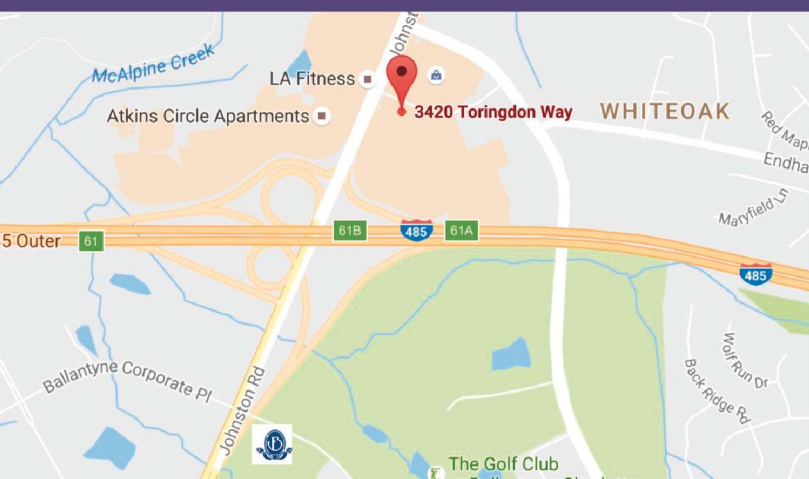 Johnst
McAlpine Creek
LA Fitness
Atkins Circle Apartments
3420 Toringdon Way
WHITEOAK
Red Mapl
Endha
Maryfield Ln
5 Outer
61
61B
485
61A
485
Ballantyne Corporate Pl
Johnston Rd
Wolf Run Dr
Back Ridge Rd
B
The Golf Club